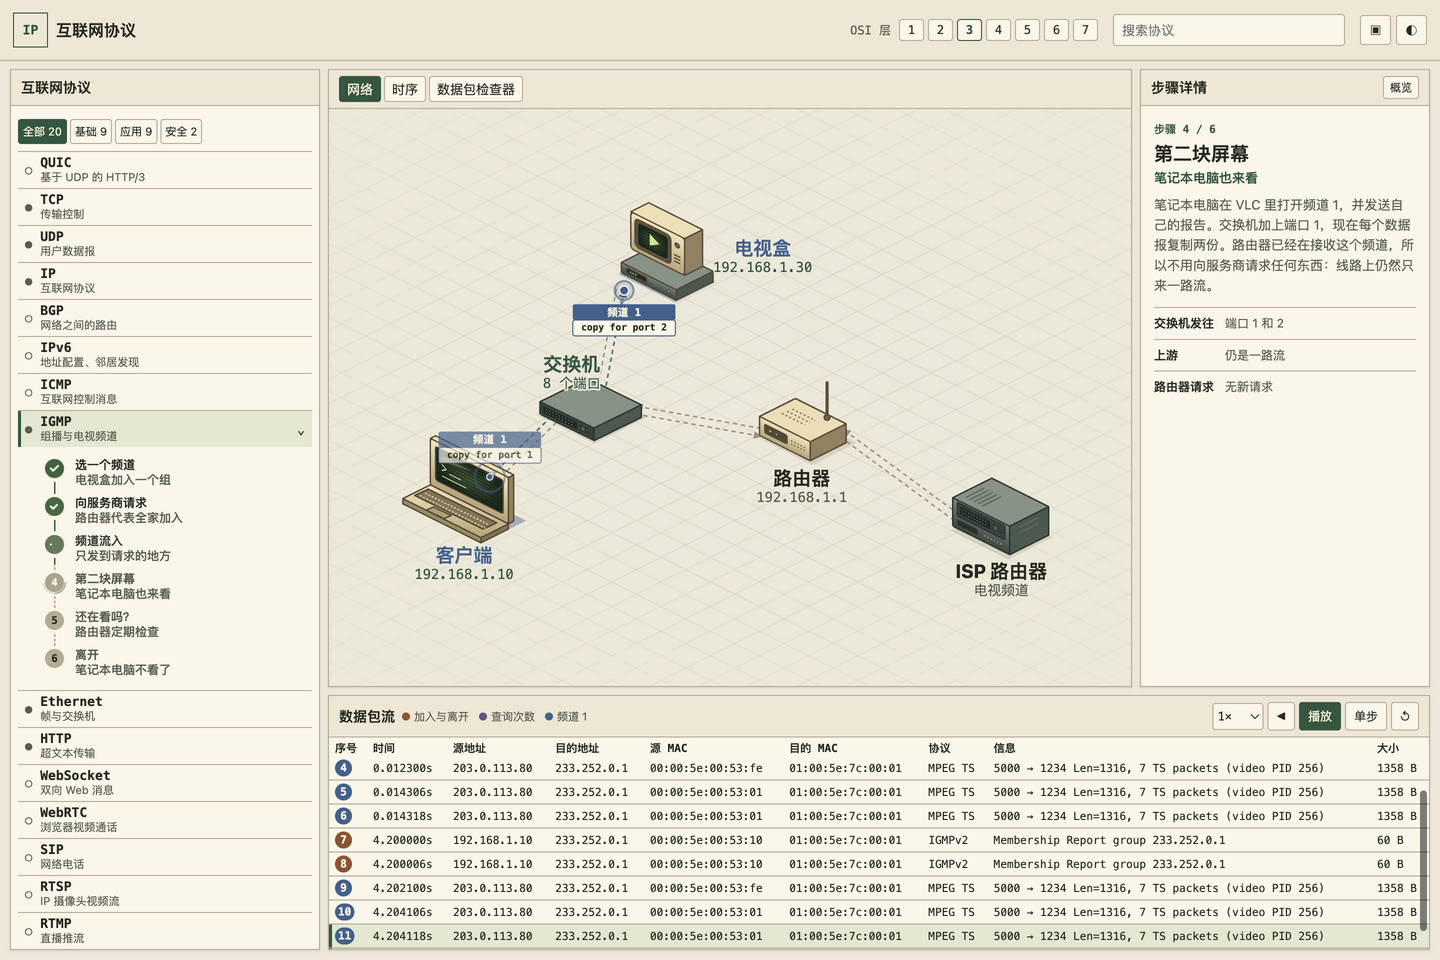 IP 互联网协议
OSI 层 1 2 3 4 5 6 7
搜索协议
互联网协议
全部 20 基础 9 应用 9 安全 2
QUIC
基于 UDP 的 HTTP/3
TCP
传输控制
UDP
用户数据报
IP
互联网协议
BGP
网络之间的路由
IPv6
地址配置、邻居发现
ICMP
互联网控制消息
IGMP
组播与电视频道
选一个频道
电视盒加入一个组
向服务商请求
路由器代表全家加入
频道流入
只发到请求的地方
4 第二块屏幕
笔记本电脑也来看
5 还在看吗?
路由器定期检查
6 离开
笔记本电脑不看了
Ethernet
帧与交换机
HTTP
超文本传输
WebSocket
双向 Web 消息
WebRTC
浏览器视频通话
SIP
网络电话
RTSP
IP 摄像头视频流
RTMP
直播推流
网络 时序 数据包检查器
电视盒
192.168.1.30
频道 1
copy for port 2
交换机
8 个端口
频道 1
copy for port 1
客户端
192.168.1.10
路由器
192.168.1.1
ISP 路由器
电视频道
步骤详情 概览
步骤 4 / 6
第二块屏幕
笔记本电脑也来看
笔记本电脑在 VLC 里打开频道 1，并发送自
己的报告。交换机加上端口 1，现在每个数据
报复制两份。路由器已经在接收这个频道，所
以不用向服务商请求任何东西：线路上仍然只
来一路流。
交换机发往 端口 1 和 2
上游 仍是一路流
路由器请求 无新请求
数据包流 加入与离开 查询次数 频道 1
1× ◀ 播放 单步 ↺
序号 时间 源地址 目的地址 源 MAC 目的 MAC 协议 信息 大小
4 0.012300s 203.0.113.80 233.252.0.1 00:00:5e:00:53:fe 01:00:5e:7c:00:01 MPEG TS 5000 → 1234 Len=1316, 7 TS packets (video PID 256) 1358 B
5 0.014306s 203.0.113.80 233.252.0.1 00:00:5e:00:53:01 01:00:5e:7c:00:01 MPEG TS 5000 → 1234 Len=1316, 7 TS packets (video PID 256) 1358 B
6 0.014318s 203.0.113.80 233.252.0.1 00:00:5e:00:53:01 01:00:5e:7c:00:01 MPEG TS 5000 → 1234 Len=1316, 7 TS packets (video PID 256) 1358 B
7 4.200000s 192.168.1.10 233.252.0.1 00:00:5e:00:53:10 01:00:5e:7c:00:01 IGMPv2 Membership Report group 233.252.0.1 60 B
8 4.200006s 192.168.1.10 233.252.0.1 00:00:5e:00:53:10 01:00:5e:7c:00:01 IGMPv2 Membership Report group 233.252.0.1 60 B
9 4.202100s 203.0.113.80 233.252.0.1 00:00:5e:00:53:fe 01:00:5e:7c:00:01 MPEG TS 5000 → 1234 Len=1316, 7 TS packets (video PID 256) 1358 B
10 4.204106s 203.0.113.80 233.252.0.1 00:00:5e:00:53:01 01:00:5e:7c:00:01 MPEG TS 5000 → 1234 Len=1316, 7 TS packets (video PID 256) 1358 B
11 4.204118s 203.0.113.80 233.252.0.1 00:00:5e:00:53:01 01:00:5e:7c:00:01 MPEG TS 5000 → 1234 Len=1316, 7 TS packets (video PID 256) 1358 B